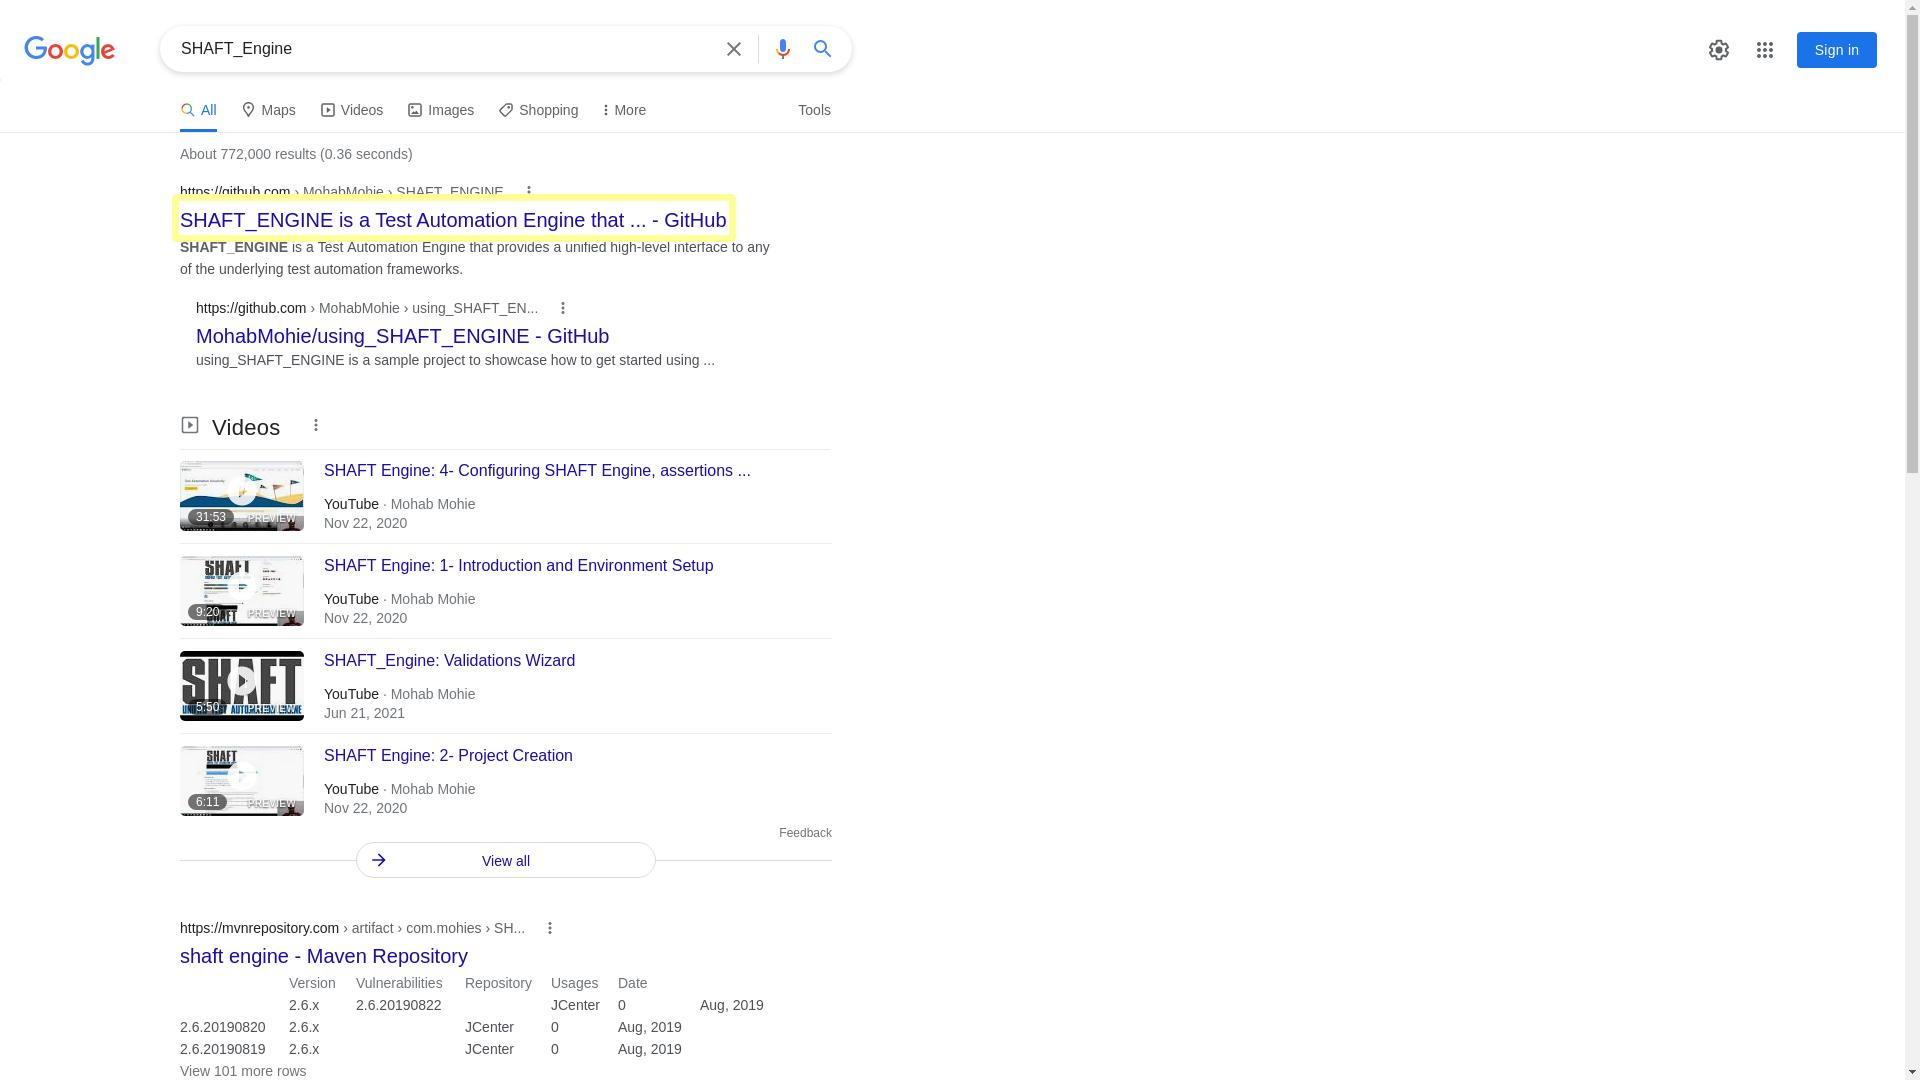 Google
SHAFT_Engine
Sign in
All Maps Videos Images Shopping More Tools
About 772,000 results (0.36 seconds)
https://github.com › MohabMohie › SHAFT_ENGINE
SHAFT_ENGINE is a Test Automation Engine that ... - GitHub
SHAFT_ENGINE is a Test Automation Engine that provides a unified high-level interface to any
of the underlying test automation frameworks.
https://github.com › MohabMohie › using_SHAFT_EN...
MohabMohie/using_SHAFT_ENGINE - GitHub
using_SHAFT_ENGINE is a sample project to showcase how to get started using ...
Videos
SHAFT Engine: 4- Configuring SHAFT Engine, assertions ...
YouTube · Mohab Mohie
31:53 PREVIEW
Nov 22, 2020
SHAFT
SHAFT Engine: 1- Introduction and Environment Setup
YouTube · Mohab Mohie
9:20 PREVIEW
Nov 22, 2020
SHAFT
SHAFT_Engine: Validations Wizard
SHAFT
YouTube · Mohab Mohie
5:50 PREVIEW
Jun 21, 2021
SHAFT
SHAFT Engine: 2- Project Creation
YouTube · Mohab Mohie
6:11 PREVIEW
Nov 22, 2020
Feedback
View all
https://mvnrepository.com › artifact › com.mohies › SH...
shaft engine - Maven Repository
Version Vulnerabilities Repository Usages Date
2.6.x 2.6.20190822 JCenter 0 Aug, 2019
2.6.20190820 2.6.x JCenter 0 Aug, 2019
2.6.20190819 2.6.x JCenter 0 Aug, 2019
View 101 more rows